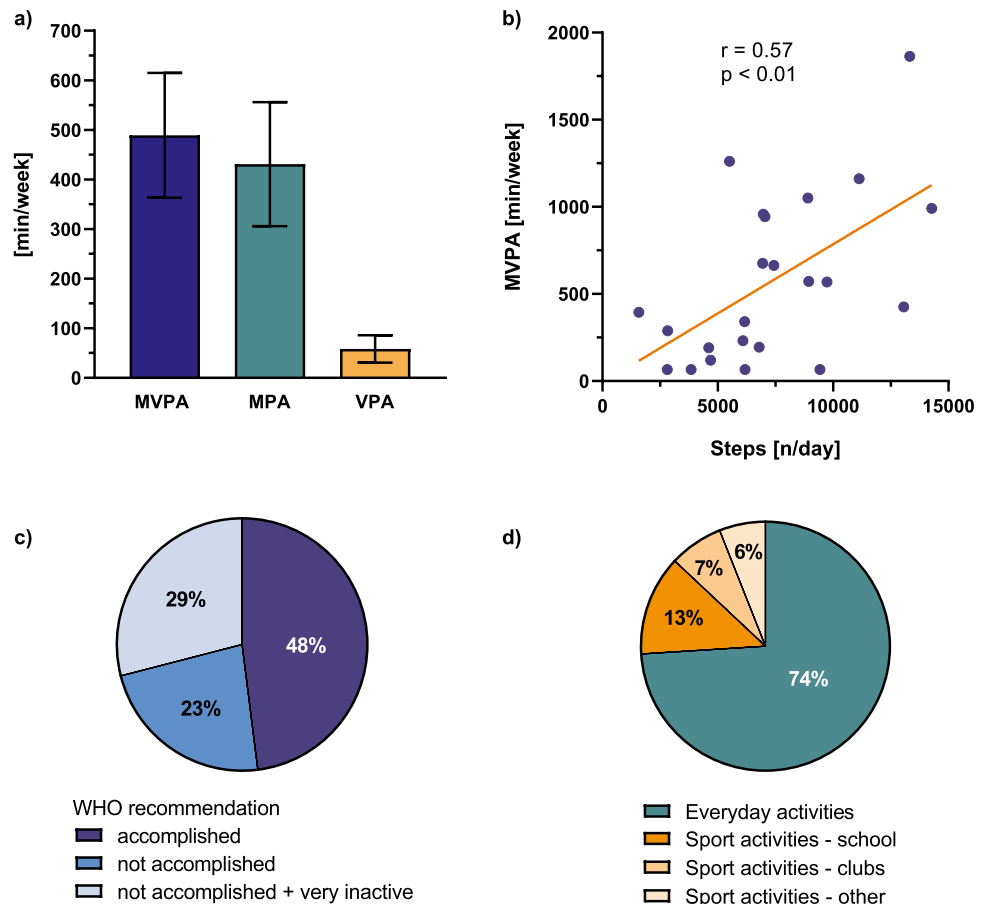 a)
700
600
500
400
300
200
100
0
[min/week]
MVPA
MPA
VPA
b)
r = 0.57
p < 0.01
2000
1500
1000
500
0
MVPA [min/week]
0
5000
10000
15000
Steps [n/day]
c)
29%
48%
23%
WHO recommendation
accomplished
not accomplished
not accomplished + very inactive
d)
6%
7%
13%
74%
Everyday activities
Sport activities - school
Sport activities - clubs
Sport activities - other